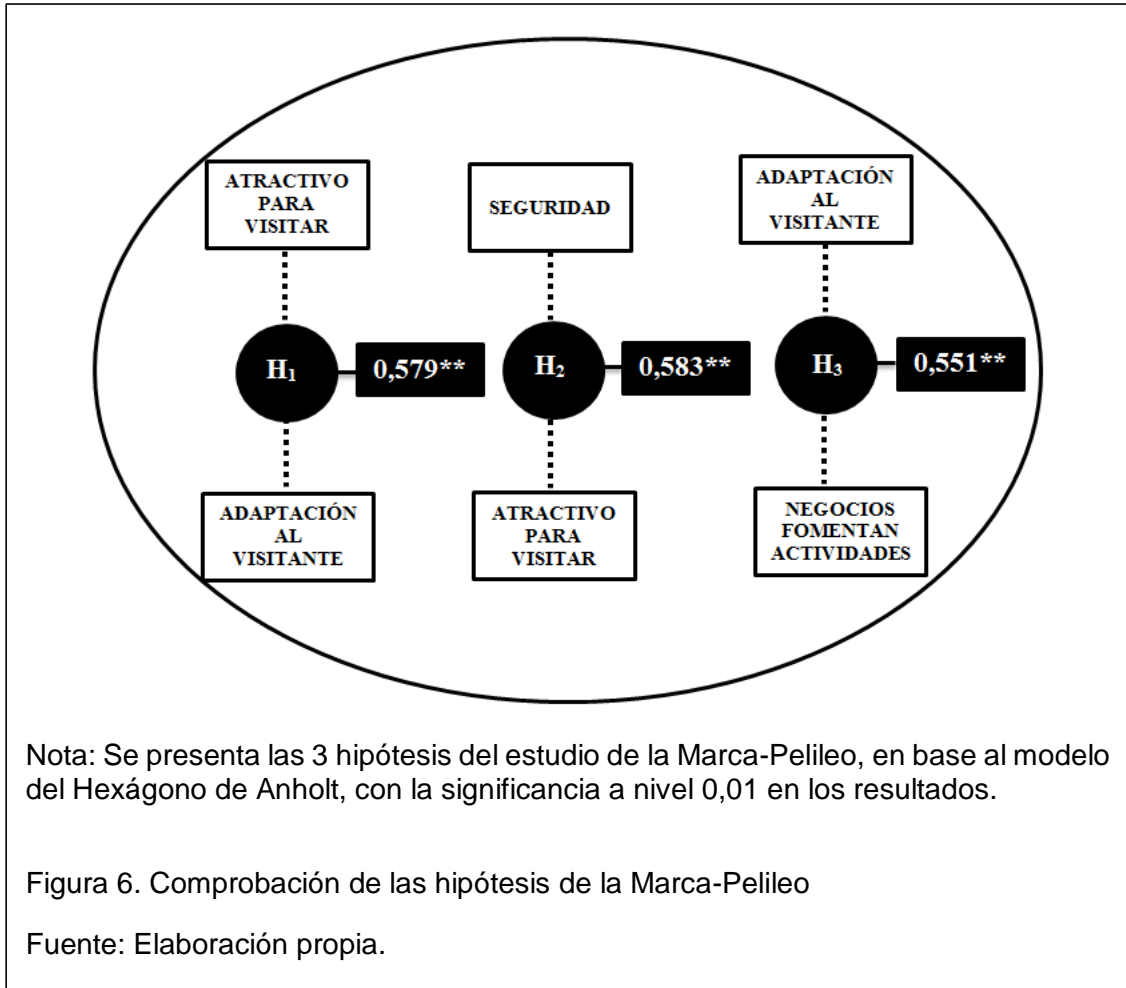 ATRACTIVO
PARA
VISITAR
SEGURIDAD
ADAPTACIÓN
AL
VISITANTE
H₁
0,579**
H₂
0,583**
H₃
0,551**
ADAPTACIÓN
AL
VISITANTE
ATRACTIVO
PARA
VISITAR
NEGOCIOS
FOMENTAN
ACTIVIDADES
Nota: Se presenta las 3 hipótesis del estudio de la Marca-Pelileo, en base al modelo
del Hexágono de Anholt, con la significancia a nivel 0,01 en los resultados.
Figura 6. Comprobación de las hipótesis de la Marca-Pelileo
Fuente: Elaboración propia.